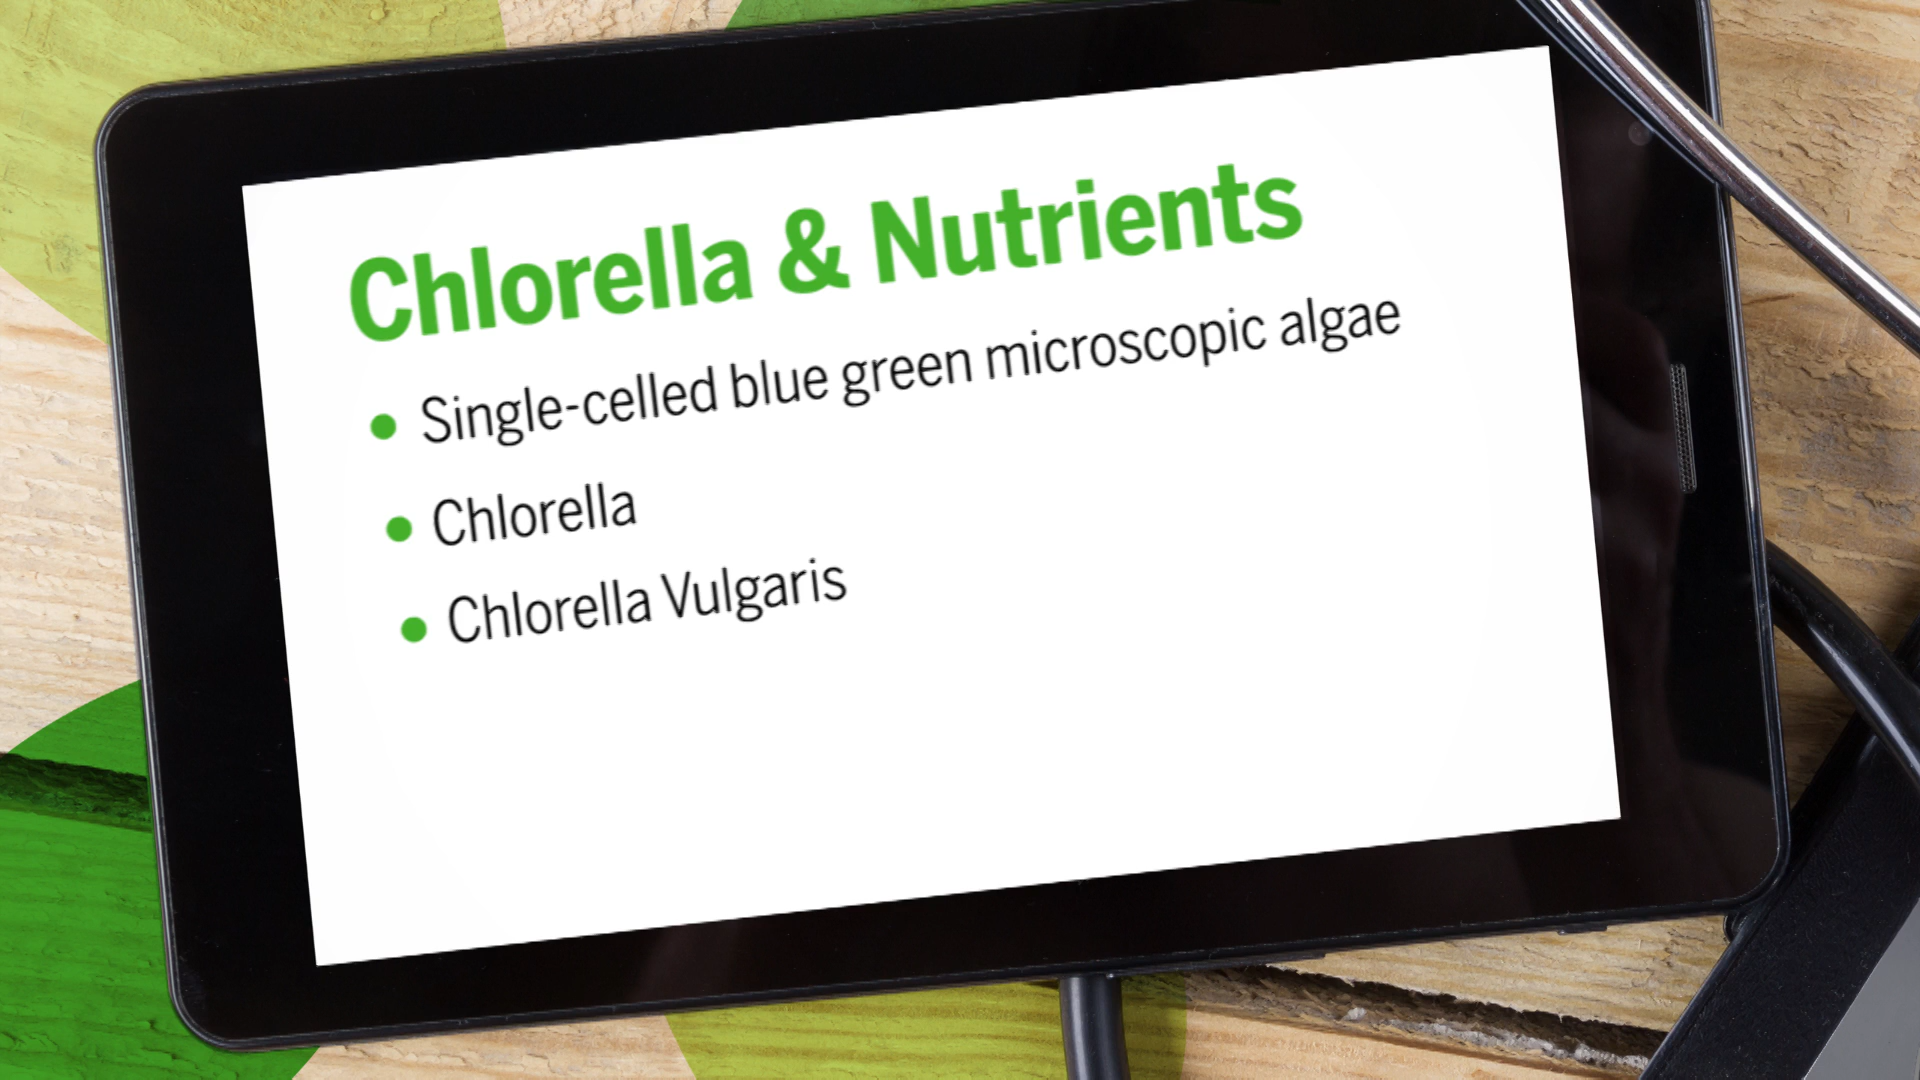 Chlorella & Nutrients
• Single-celled blue green microscopic algae
• Chlorella
• Chlorella Vulgaris